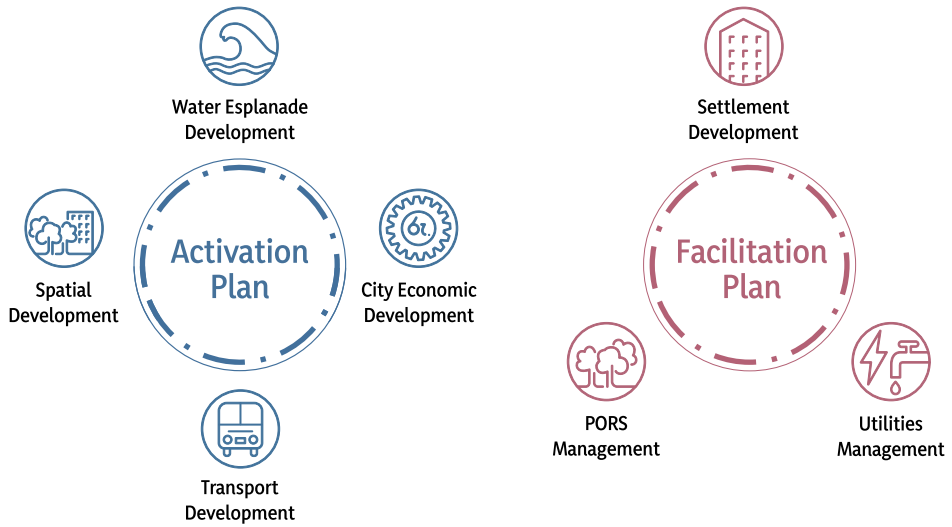 Water Esplanade
Development
Spatial
Development
Activation
Plan
රු.
City Economic
Development
Transport
Development
Settlement
Development
Facilitation
Plan
PORS
Management
Utilities
Management